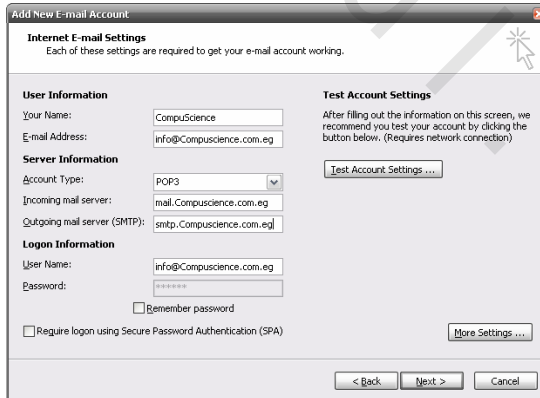 Add New E-mail Account
Internet E-mail Settings
Each of these settings are required to get your e-mail account working.
User Information
Your Name: CompuScience
E-mail Address: info@Compuscience.com.eg
Server Information
Account Type: POP3
Incoming mail server: mail.Compuscience.com.eg
Outgoing mail server (SMTP): smtp.Compuscience.com.eg
Logon Information
User Name: info@Compuscience.com.eg
Password: ******
Remember password
Require logon using Secure Password Authentication (SPA)
Test Account Settings
After filling out the information on this screen, we
recommend you test your account by clicking the
button below. (Requires network connection)
Test Account Settings ...
More Settings ...
< Back Next > Cancel